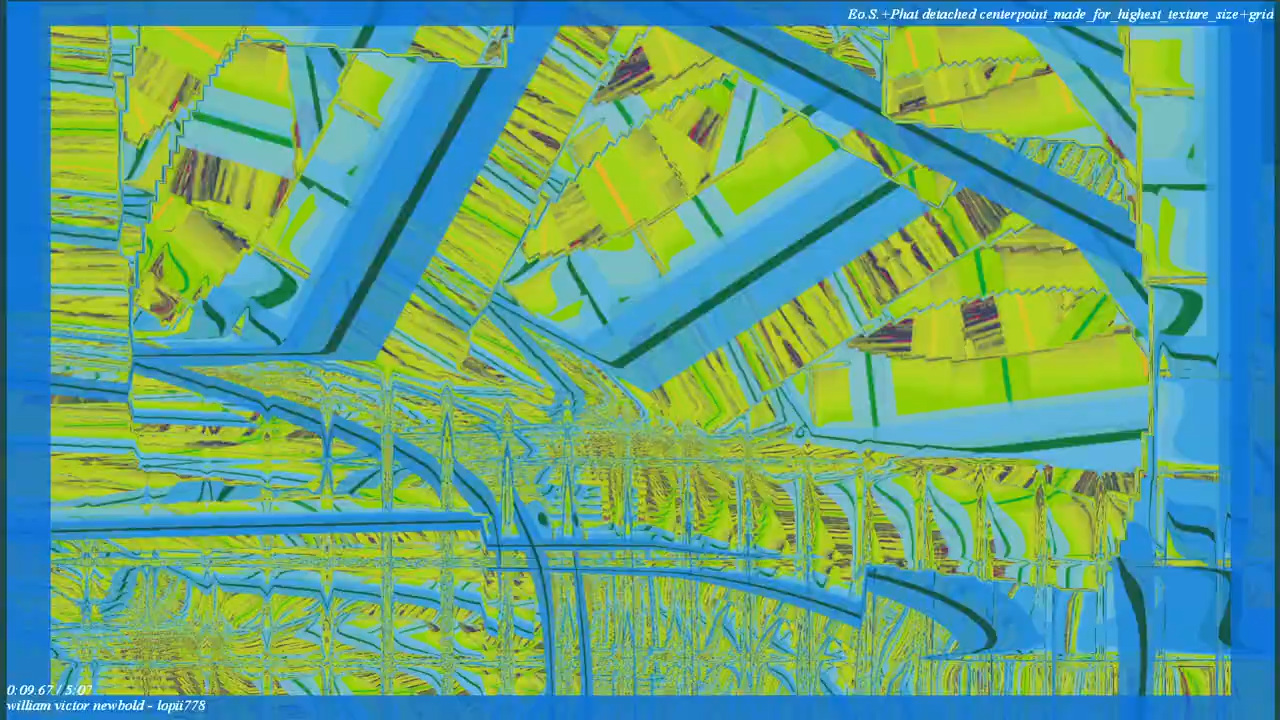 Eo.S.+Phat detached centerpoint_made_for_highest_texture_size+grid
0:09.67 / 5:07
william victor newbold - lopii778